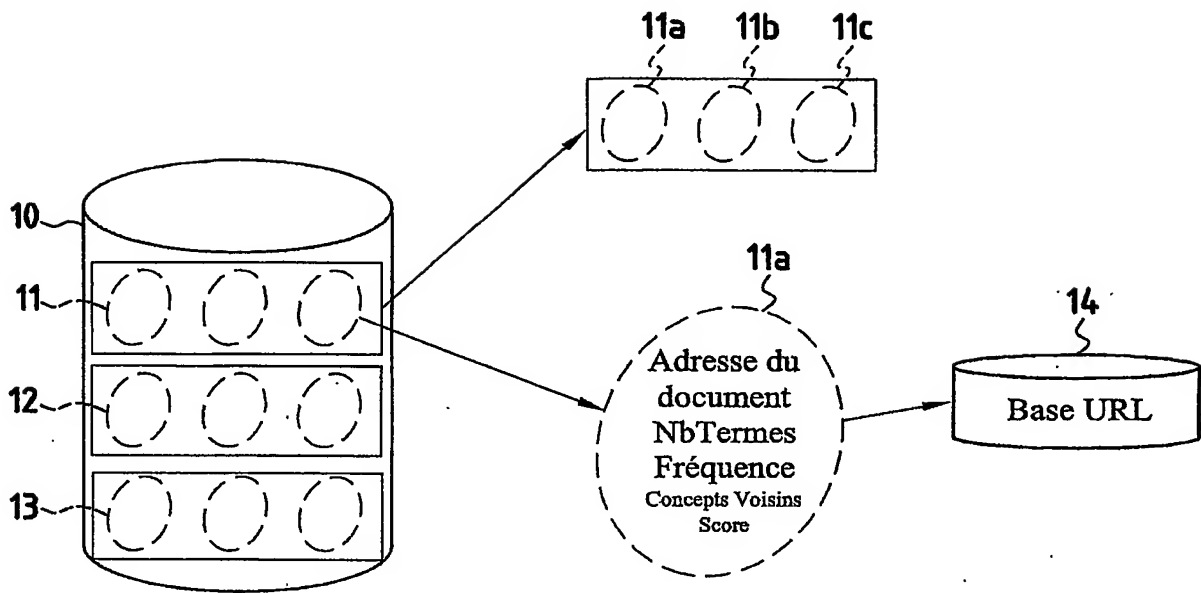 11a 11b 11c
10
11
12
13
11a
Adresse du
document
NbTermes
Fréquence
Concepts Voisins
Score
14
Base URL